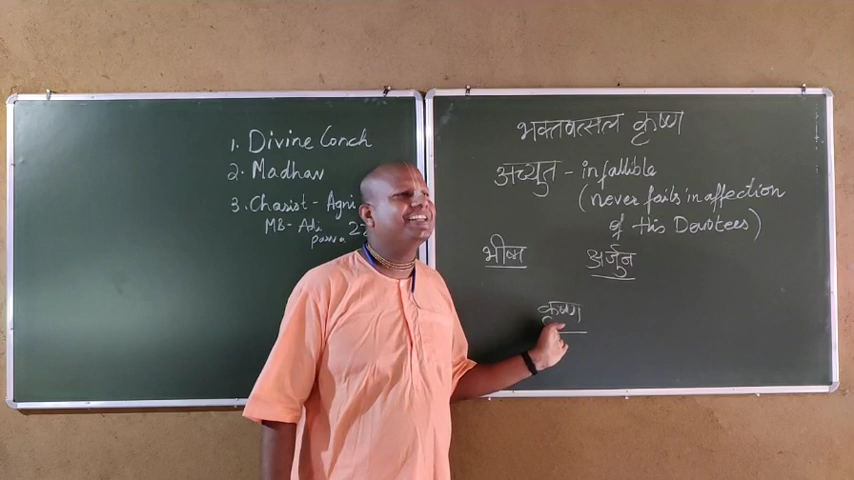 1. Divine Conch
2. Madhav
3. Chariot - Agni
MB - Adi
parva 22
भक्तवत्सल कृष्ण
अच्युत - infallible
(never fails in affection
of His Devotees)
भीष्म अर्जुन
कृष्ण